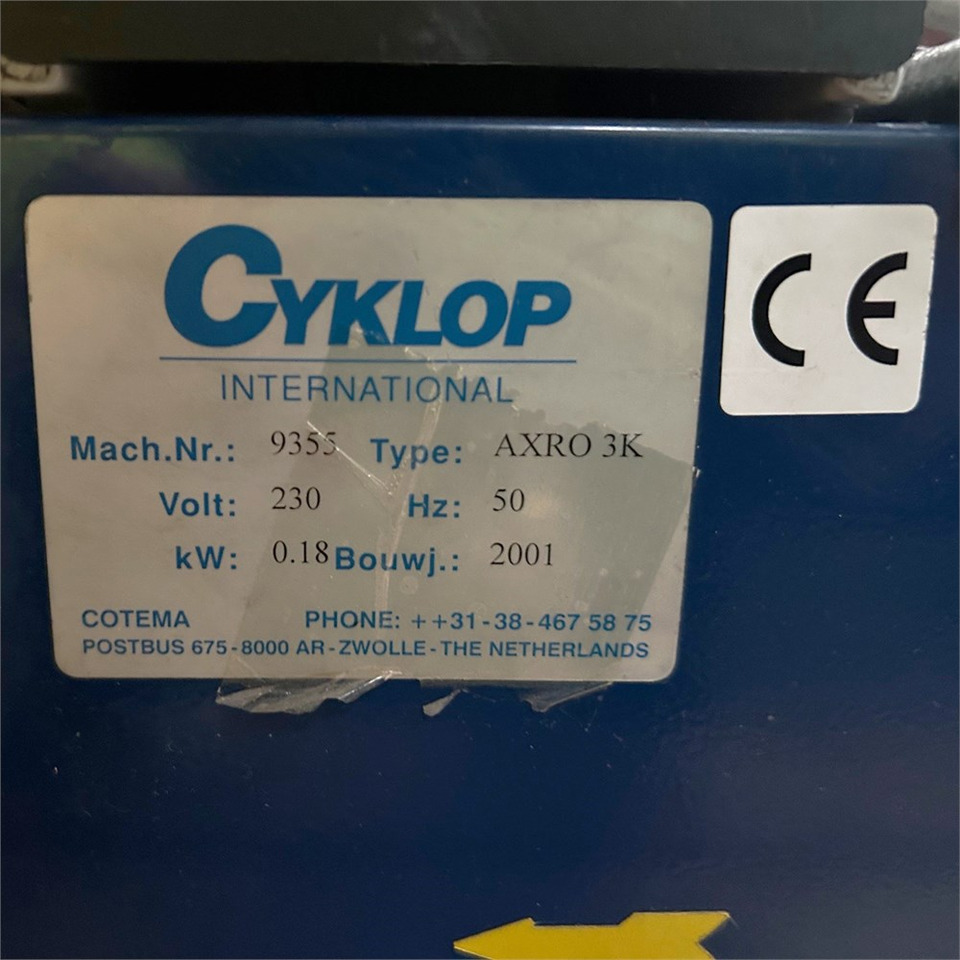 CYKLOP
INTERNATIONAL
Mach.Nr.: 9355 Type: AXRO 3K
Volt: 230 Hz: 50
kW: 0.18 Bouwj.: 2001
COTEMA PHONE: ++31-38-467 58 75
POSTBUS 675-8000 AR-ZWOLLE-THE NETHERLANDS
CE